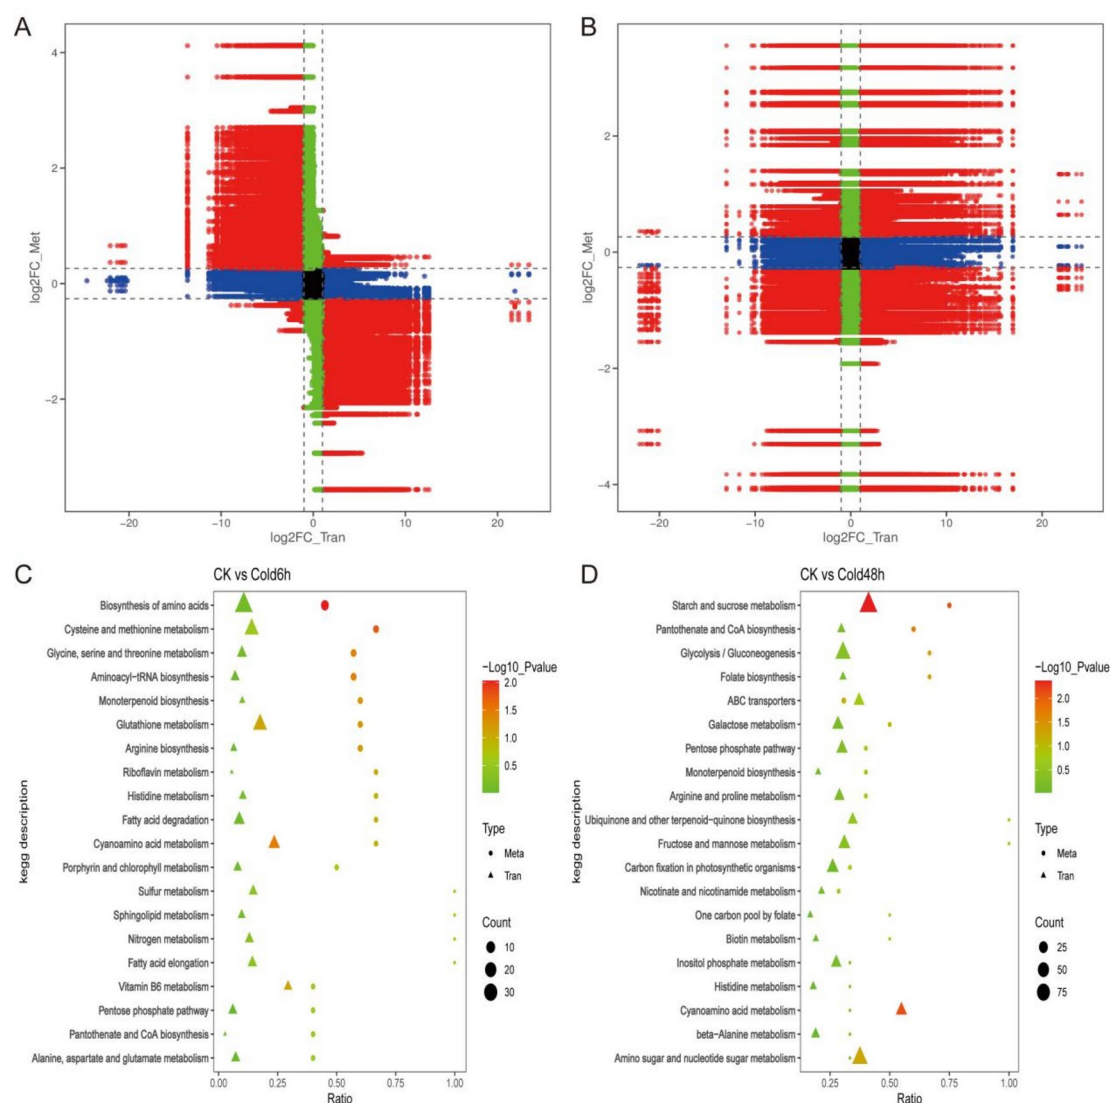 A
B
4
2
0
−2
log2FC_Met
−20
−10
0
10
log2FC_Tran
2
0
−2
−4
log2FC_Met
−20
−10
0
10
20
log2FC_Tran
C
CK vs Cold6h
kegg description
Biosynthesis of amino acids
Cysteine and methionine metabolism
Glycine, serine and threonine metabolism
Aminoacyl−tRNA biosynthesis
Monoterpenoid biosynthesis
Glutathione metabolism
Arginine biosynthesis
Riboflavin metabolism
Histidine metabolism
Fatty acid degradation
Cyanoamino acid metabolism
Porphyrin and chlorophyll metabolism
Sulfur metabolism
Sphingolipid metabolism
Nitrogen metabolism
Fatty acid elongation
Vitamin B6 metabolism
Pentose phosphate pathway
Pantothenate and CoA biosynthesis
Alanine, aspartate and glutamate metabolism
0.00
0.25
0.50
0.75
1.00
Ratio
−Log10_Pvalue
2.0
1.5
1.0
0.5
Type
Meta
Tran
Count
10
20
30
D
CK vs Cold48h
kegg description
Starch and sucrose metabolism
Pantothenate and CoA biosynthesis
Glycolysis / Gluconeogenesis
Folate biosynthesis
ABC transporters
Galactose metabolism
Pentose phosphate pathway
Monoterpenoid biosynthesis
Arginine and proline metabolism
Ubiquinone and other terpenoid−quinone biosynthesis
Fructose and mannose metabolism
Carbon fixation in photosynthetic organisms
Nicotinate and nicotinamide metabolism
One carbon pool by folate
Biotin metabolism
Inositol phosphate metabolism
Histidine metabolism
Cyanoamino acid metabolism
beta−Alanine metabolism
Amino sugar and nucleotide sugar metabolism
0.25
0.50
0.75
1.00
Ratio
−Log10_Pvalue
2.0
1.5
1.0
0.5
Type
Meta
Tran
Count
25
50
75